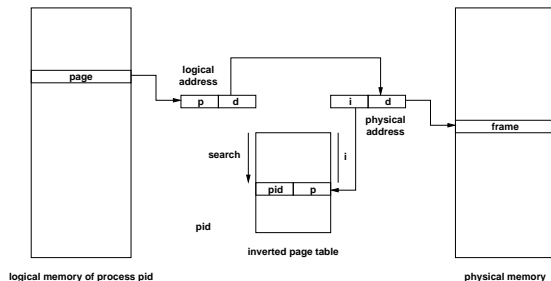 logical
address
page
p d
i d
physical
address
frame
search
i
pid p
pid
inverted page table
logical memory of process pid
physical memory